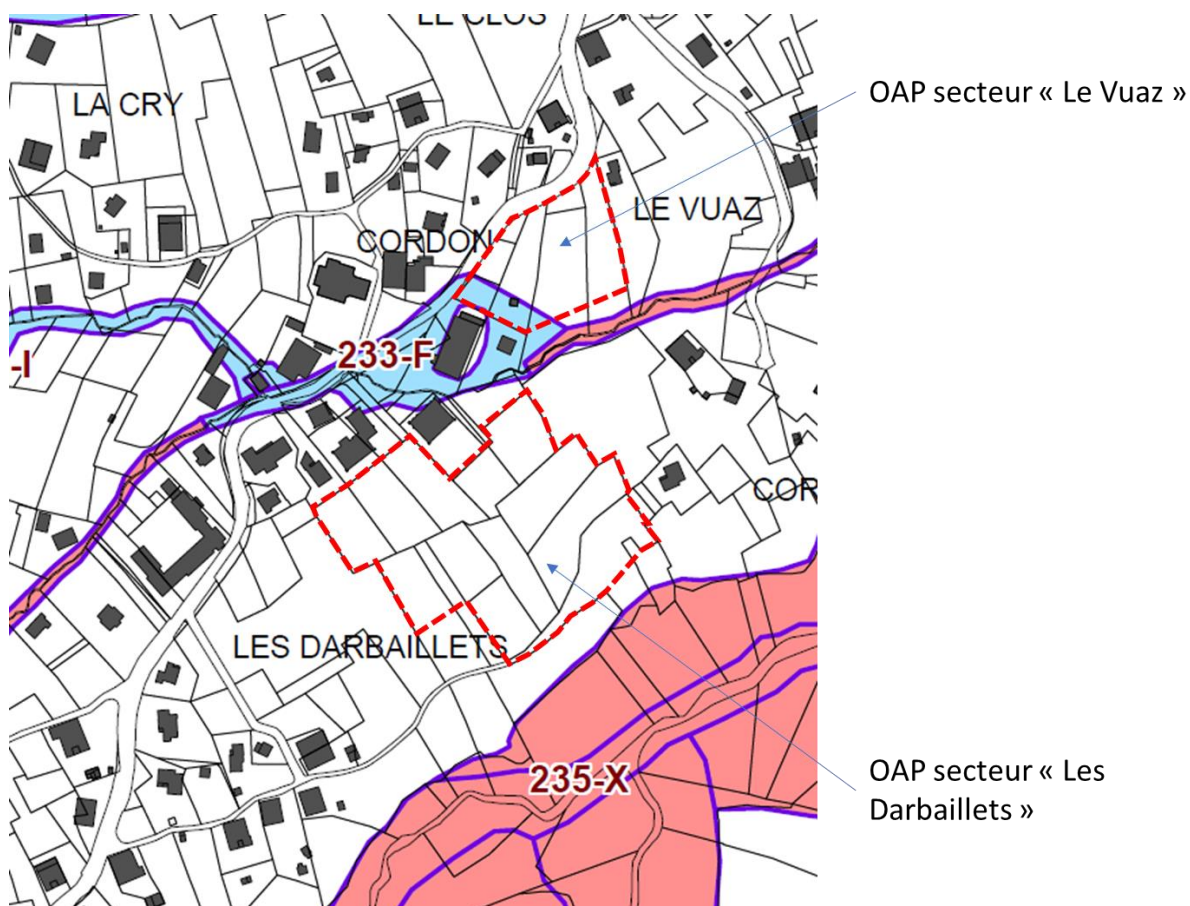 LE CLOS
OAP secteur « Le Vuaz »
LA CRY
LE VUAZ
CORDON
233-F
-I
COR
LES DARBAILLETS
235-X
OAP secteur « Les
Darbaillets »